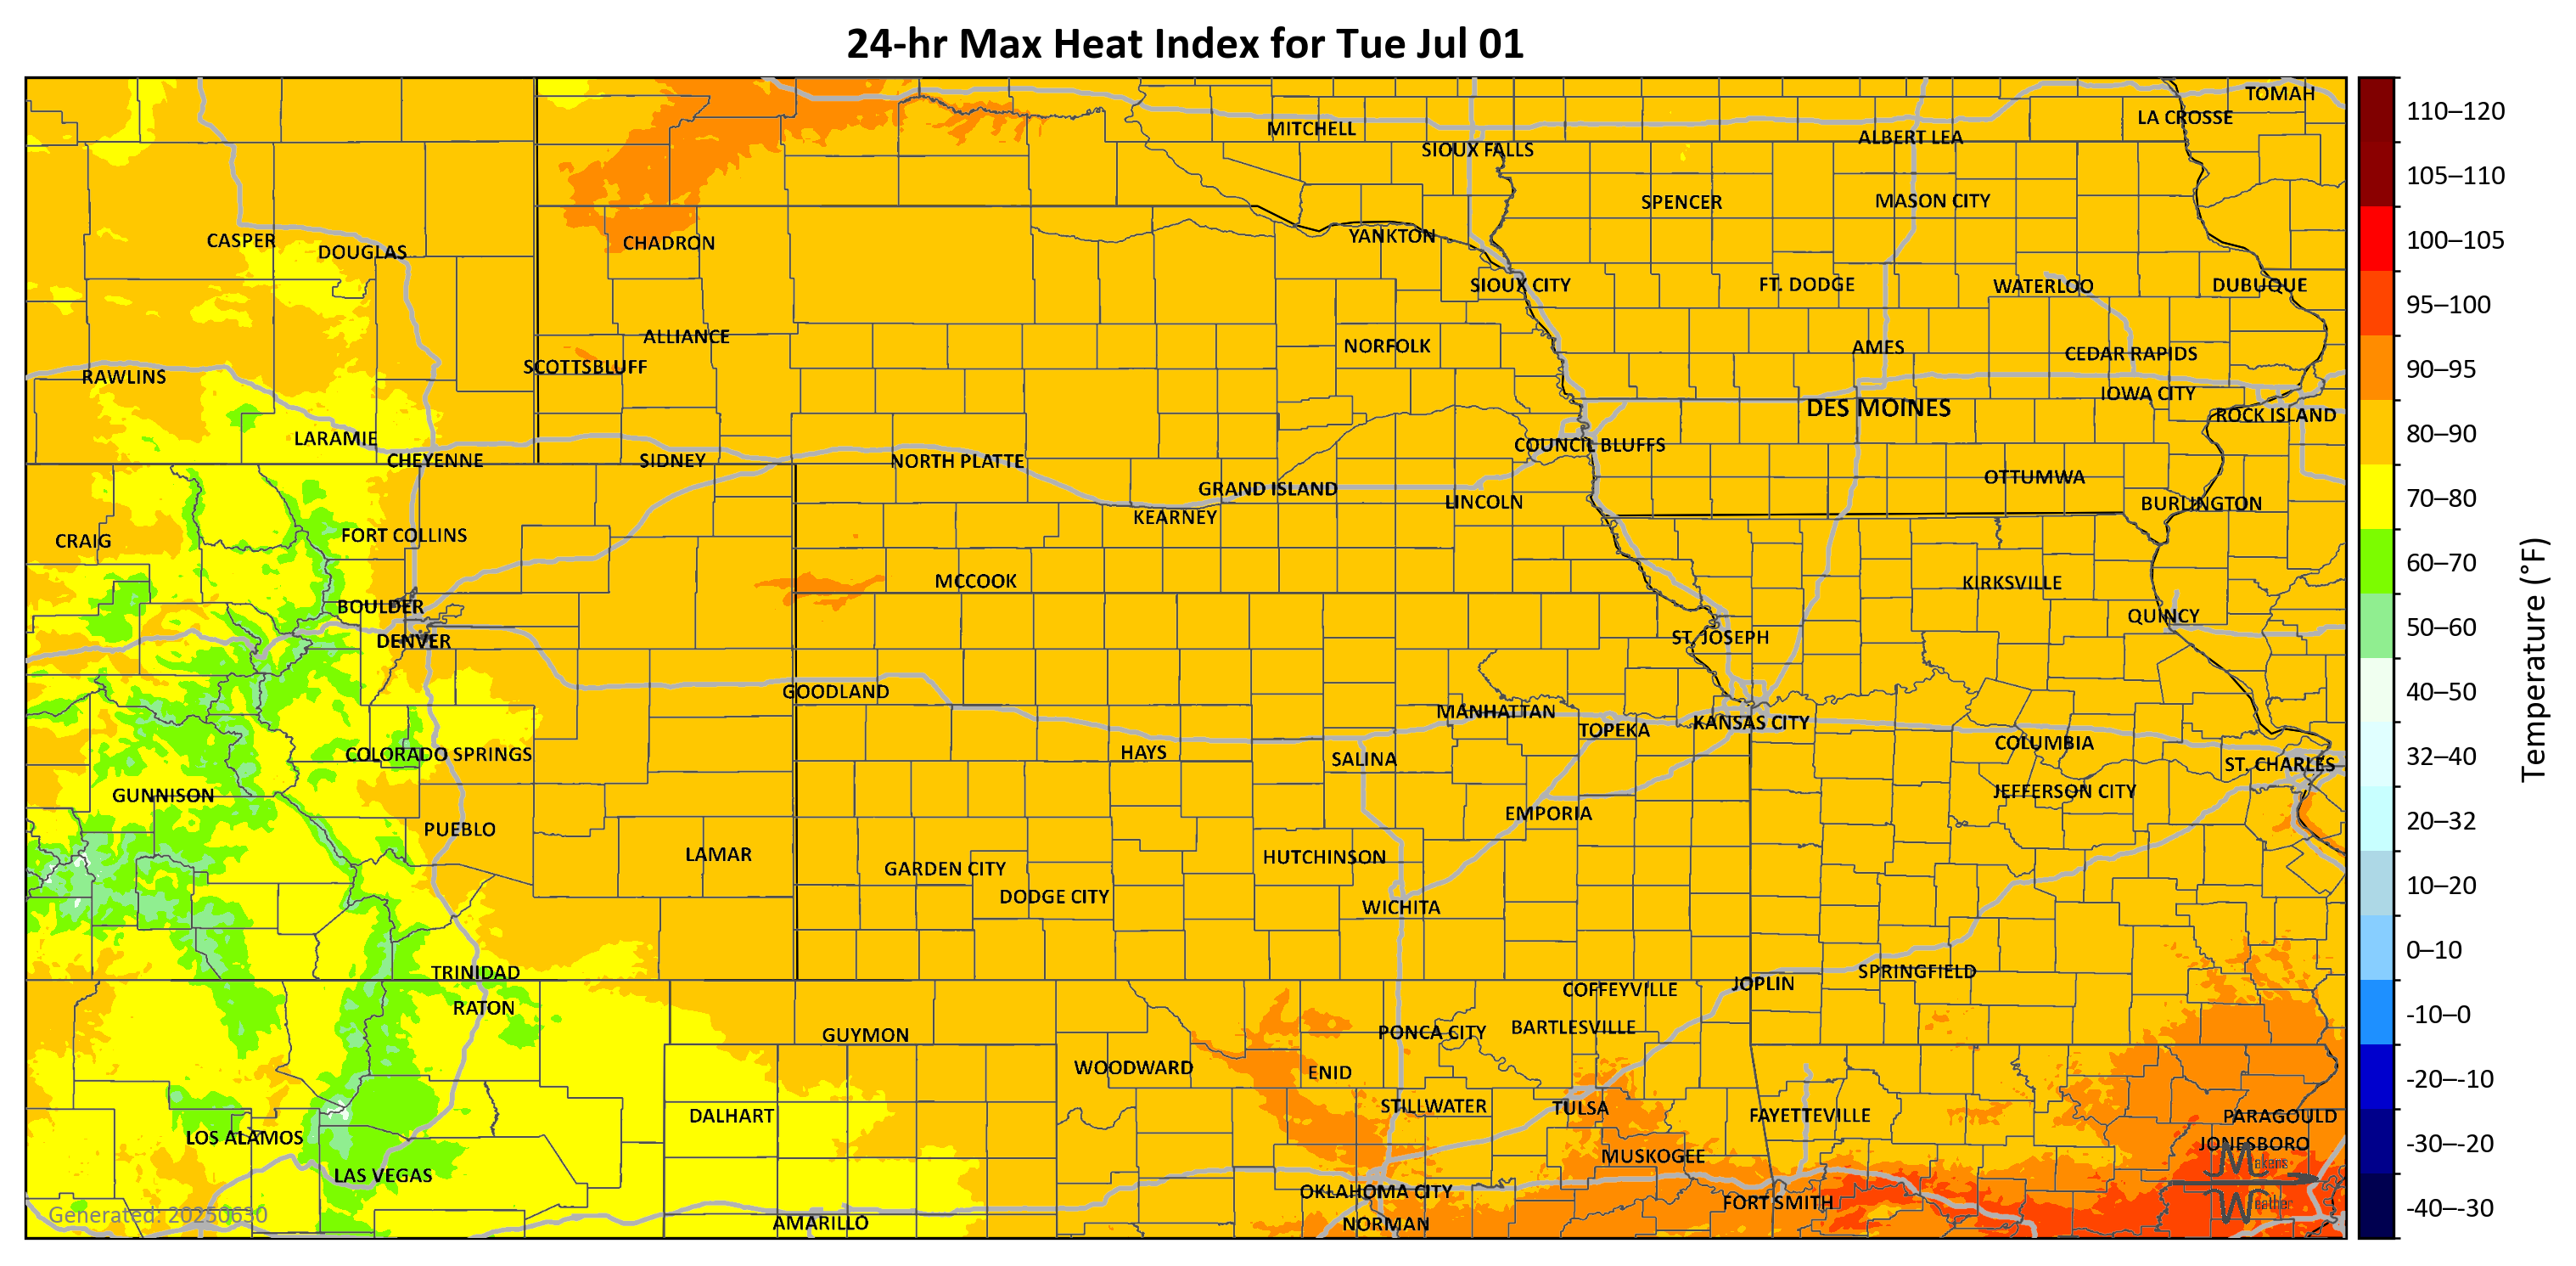 24-hr Max Heat Index for Tue Jul 01
TOMAH
LA CROSSE
MITCHELL
ALBERT LEA
SIOUX FALLS
SPENCER
MASON CITY
YANKTON
CASPER
CHADRON
DOUGLAS
SIOUX CITY
FT. DODGE
WATERLOO
DUBUQUE
ALLIANCE
NORFOLK
AMES
CEDAR RAPIDS
SCOTTSBLUFF
RAWLINS
IOWA CITY
DES MOINES
ROCK ISLAND
LARAMIE
COUNCIL BLUFFS
CHEYENNE
SIDNEY
NORTH PLATTE
OTTUMWA
GRAND ISLAND
LINCOLN
BURLINGTON
KEARNEY
FORT COLLINS
CRAIG
MCCOOK
KIRKSVILLE
BOULDER
QUINCY
DENVER
ST. JOSEPH
GOODLAND
MANHATTAN
KANSAS CITY
TOPEKA
COLUMBIA
COLORADO SPRINGS
HAYS
SALINA
ST. CHARLES
GUNNISON
JEFFERSON CITY
EMPORIA
PUEBLO
LAMAR
HUTCHINSON
GARDEN CITY
DODGE CITY
WICHITA
TRINIDAD
SPRINGFIELD
JOPLIN
COFFEYVILLE
RATON
GUYMON
PONCA CITY
BARTLESVILLE
WOODWARD
ENID
STILLWATER
TULSA
DALHART
FAYETTEVILLE
PARAGOULD
LOS ALAMOS
JONESBORO
MUSKOGEE
LAS VEGAS
OKLAHOMA CITY
FORT SMITH
AMARILLO
NORMAN
Makens
Weather
Generated: 20250630
110–120
105–110
100–105
95–100
90–95
80–90
70–80
60–70
50–60
40–50
32–40
20–32
10–20
0–10
-10–0
-20–-10
-30–-20
-40–-30
Temperature (°F)